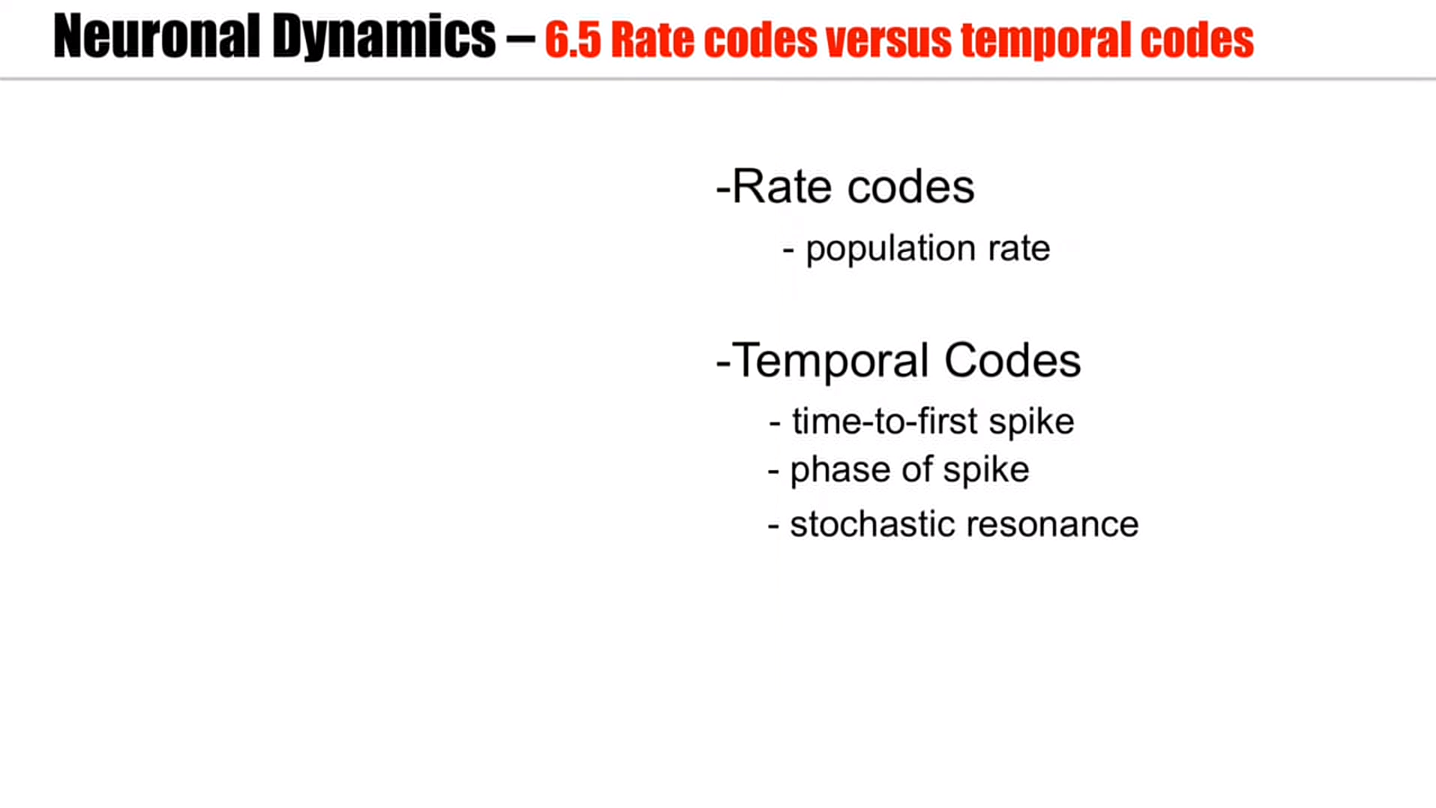 Neuronal Dynamics – 6.5 Rate codes versus temporal codes
-Rate codes
- population rate
-Temporal Codes
- time-to-first spike
- phase of spike
- stochastic resonance